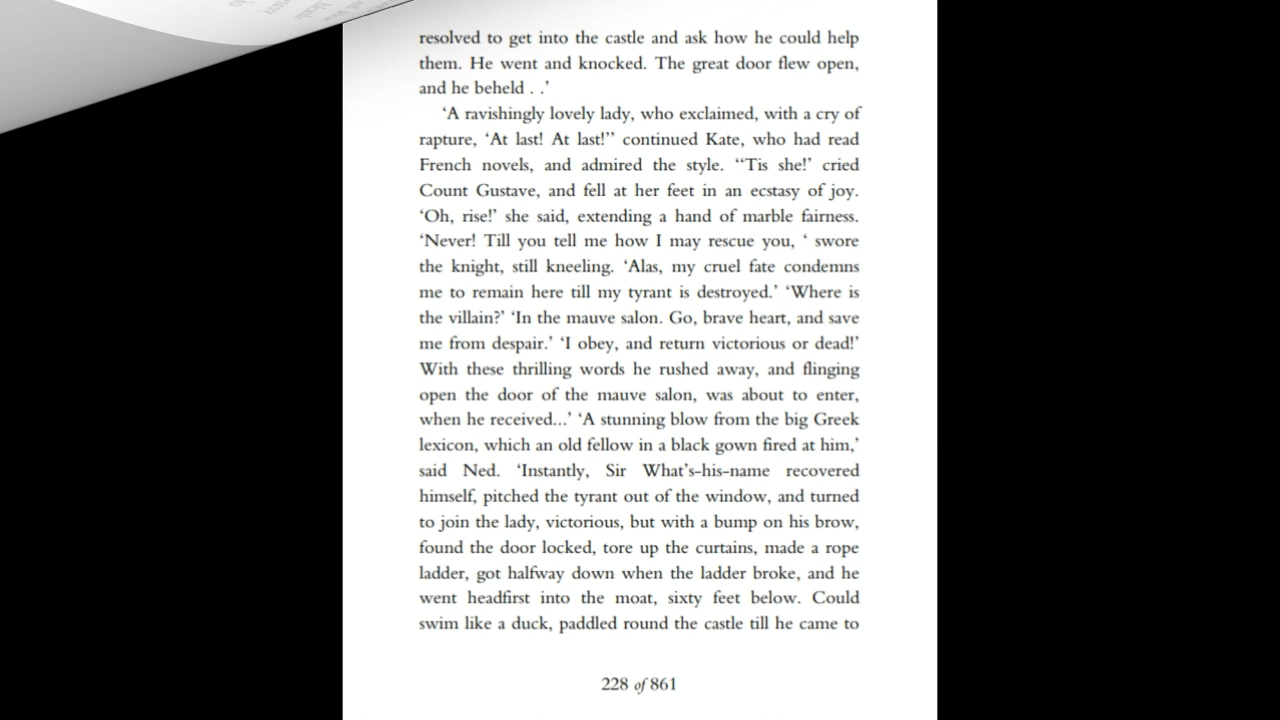 resolved to get into the castle and ask how he could help
them. He went and knocked. The great door flew open,
and he beheld . .’
‘A ravishingly lovely lady, who exclaimed, with a cry of
rapture, ‘At last! At last!’’ continued Kate, who had read
French novels, and admired the style. ‘‘Tis she!’ cried
Count Gustave, and fell at her feet in an ecstasy of joy.
‘Oh, rise!’ she said, extending a hand of marble fairness.
‘Never! Till you tell me how I may rescue you, ‘ swore
the knight, still kneeling. ‘Alas, my cruel fate condemns
me to remain here till my tyrant is destroyed.’ ‘Where is
the villain?’ ‘In the mauve salon. Go, brave heart, and save
me from despair.’ ‘I obey, and return victorious or dead!’
With these thrilling words he rushed away, and flinging
open the door of the mauve salon, was about to enter,
when he received...’ ‘A stunning blow from the big Greek
lexicon, which an old fellow in a black gown fired at him,’
said Ned. ‘Instantly, Sir What’s-his-name recovered
himself, pitched the tyrant out of the window, and turned
to join the lady, victorious, but with a bump on his brow,
found the door locked, tore up the curtains, made a rope
ladder, got halfway down when the ladder broke, and he
went headfirst into the moat, sixty feet below. Could
swim like a duck, paddled round the castle till he came to
228 of 861